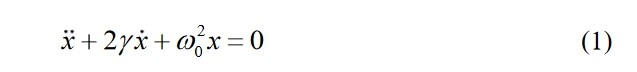 ẍ + 2γẋ + ω₀²x = 0 (1)